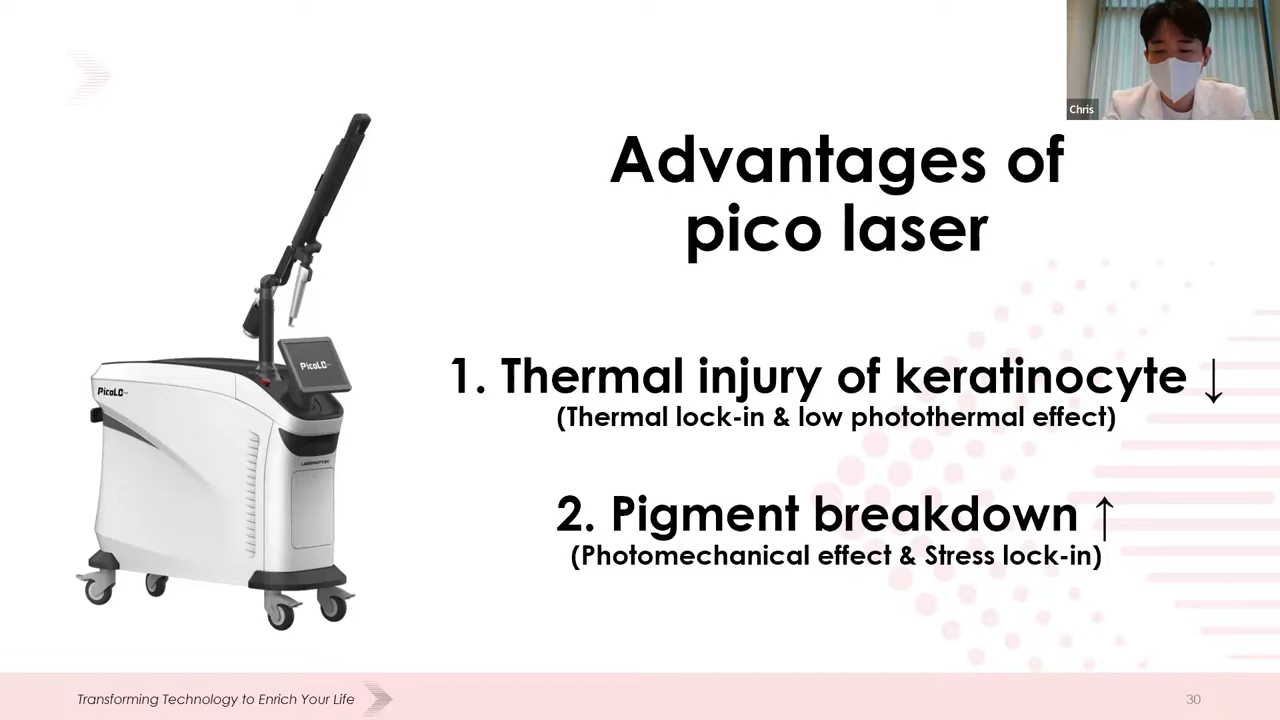 Chris
Advantages of
pico laser
PicoLO
PicoLO
1. Thermal injury of keratinocyte ↓
(Thermal lock-in & low photothermal effect)
2. Pigment breakdown ↑
(Photomechanical effect & Stress lock-in)
Transforming Technology to Enrich Your Life
30